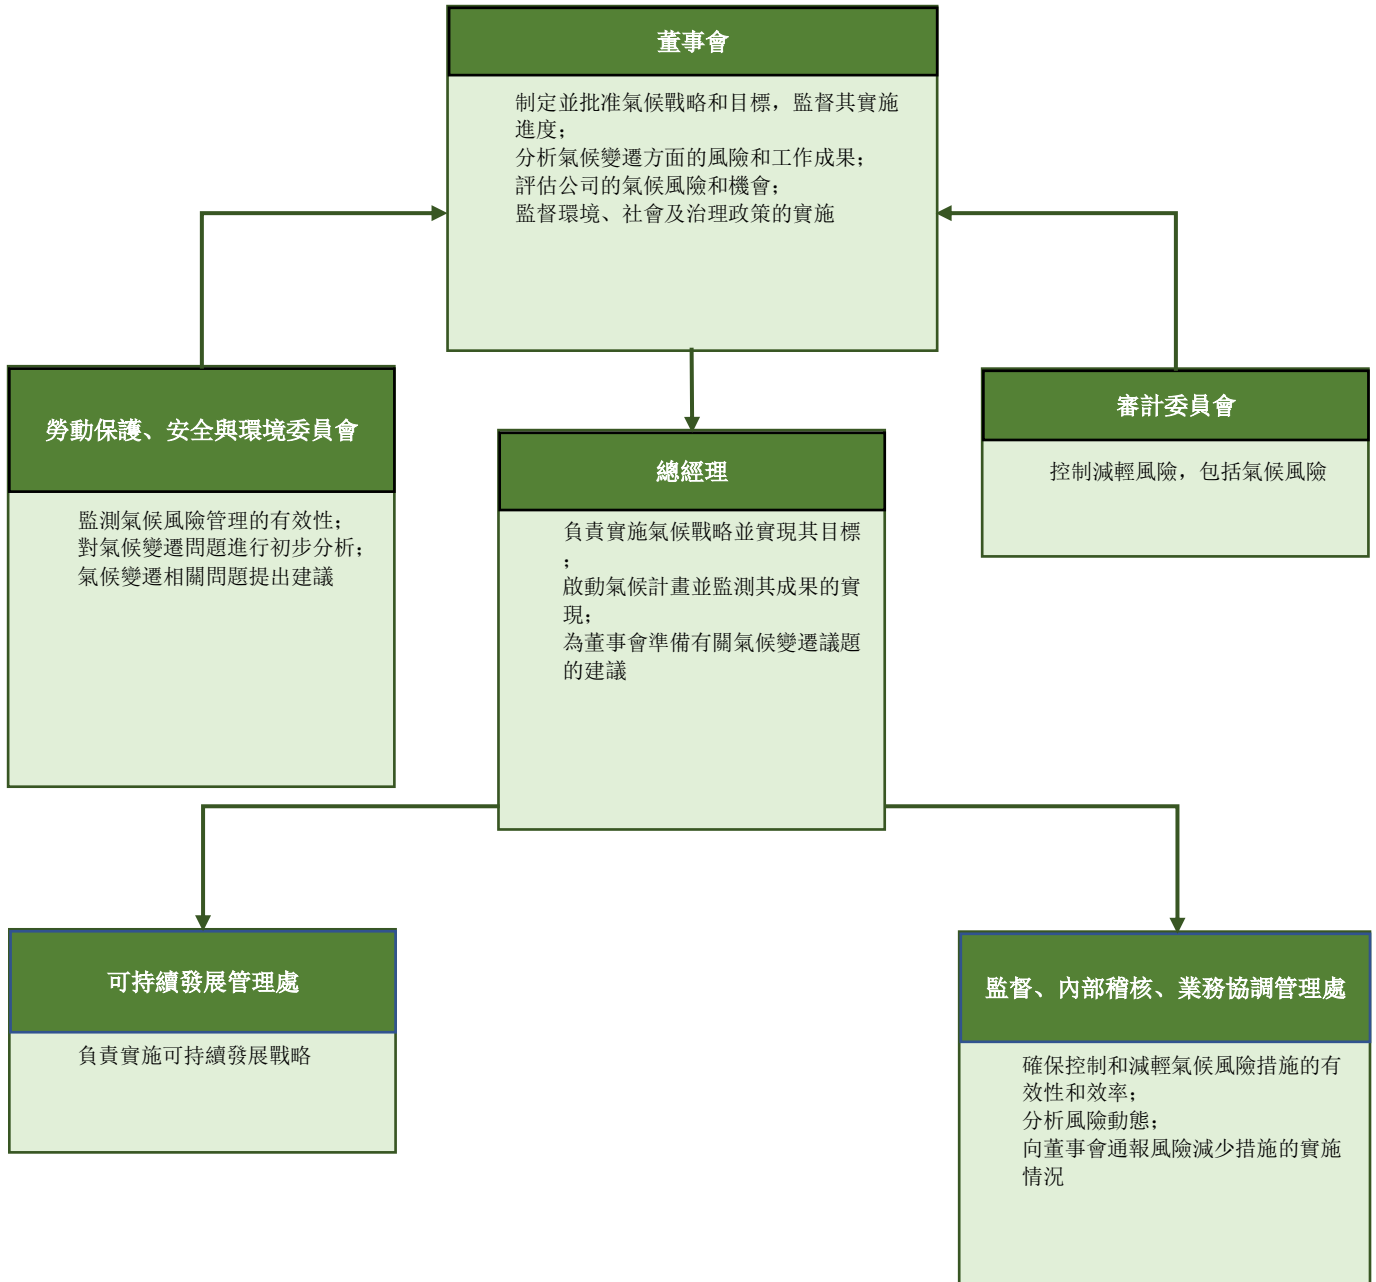 董事會
制定並批准氣候戰略和目標，監督其實施
進度；
分析氣候變遷方面的風險和工作成果；
評估公司的氣候風險和機會；
監督環境、社會及治理政策的實施
勞動保護、安全與環境委員會
監測氣候風險管理的有效性；
對氣候變遷問題進行初步分析；
氣候變遷相關問題提出建議
總經理
負責實施氣候戰略並實現其目標
；
啟動氣候計畫並監測其成果的實
現；
為董事會準備有關氣候變遷議題
的建議
審計委員會
控制減輕風險，包括氣候風險
可持續發展管理處
負責實施可持續發展戰略
監督、內部稽核、業務協調管理處
確保控制和減輕氣候風險措施的有
效性和效率；
分析風險動態；
向董事會通報風險減少措施的實施
情況